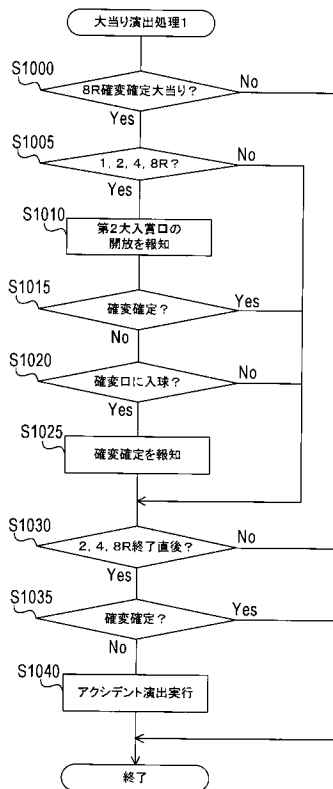 大当り演出処理1
S1000
8R確変確定大当り?
No
Yes
S1005
1, 2, 4, 8R?
No
Yes
S1010
第2大入賞口の
開放を報知
S1015
確変確定?
Yes
No
S1020
確変口に入球?
No
Yes
S1025
確変確定を報知
S1030
2, 4, 8R終了直後?
No
Yes
S1035
確変確定?
Yes
No
S1040
アクシデント演出実行
終了